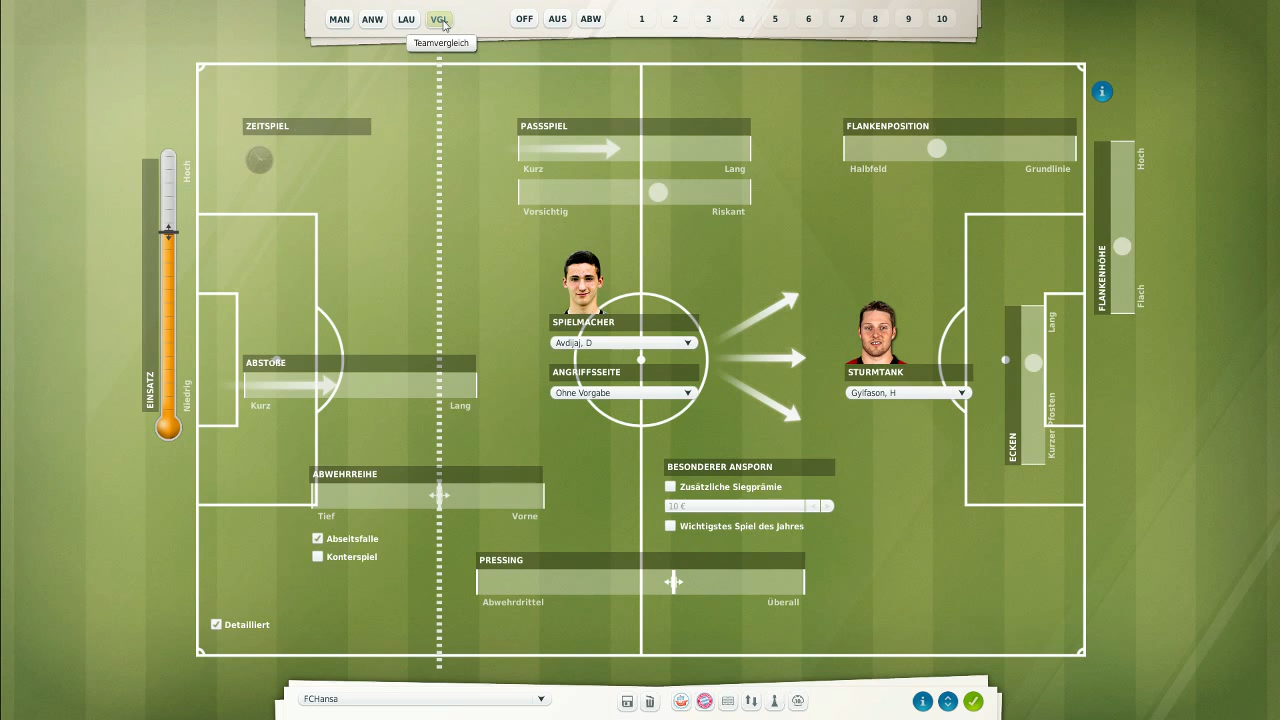 MAN ANW LAU VGL OFF AUS ABW 1 2 3 4 5 6 7 8 9 10
Teamvergleich
ZEITSPIEL
PASSSPIEL
Kurz Lang
Vorsichtig Riskant
FLANKENPOSITION
Halbfeld Grundlinie
EINSATZ
Hoch
Niedrig
FLANKENHÖHE
Hoch
Flach
SPIELMACHER
Avdijaj, D
ANGRIFFSSEITE
Ohne Vorgabe
STURMTANK
Gylfason, H
ABSTOßE
Kurz Lang
ECKEN
Lang
Kurzer Pfosten
ABWEHRREIHE
Tief Vorne
Abseitsfalle
Konterspiel
BESONDERER ANSPORN
Zusätzliche Siegprämie
10 €
Wichtigstes Spiel des Jahres
PRESSING
Abwehrdrittel Überall
Detailliert
FCHansa